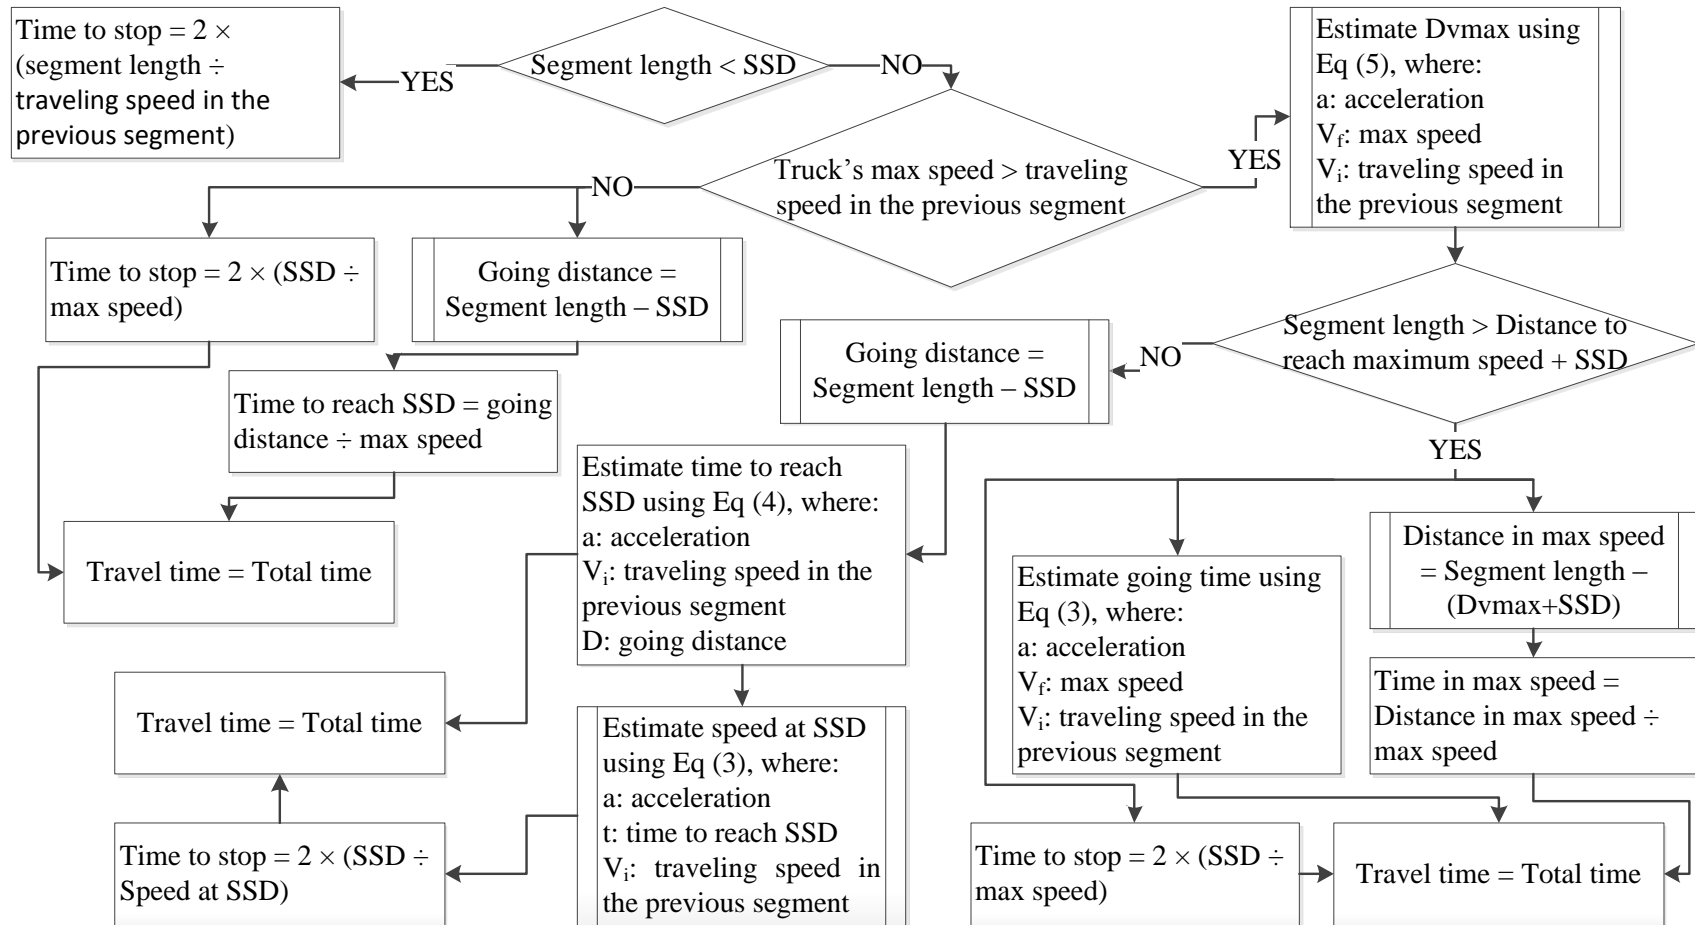 Time to stop = 2 ×
(segment length ÷
traveling speed in the
previous segment)
YES
Segment length < SSD
NO
Estimate Dvmax using
Eq (5), where:
a: acceleration
Vf: max speed
Vi: traveling speed in
the previous segment
YES
Truck's max speed > traveling
speed in the previous segment
NO
Time to stop = 2 × (SSD ÷
max speed)
Going distance =
Segment length – SSD
Segment length > Distance to
reach maximum speed + SSD
NO
Going distance =
Segment length – SSD
Time to reach SSD = going
distance ÷ max speed
YES
Estimate time to reach
SSD using Eq (4), where:
a: acceleration
Vi: traveling speed in the
previous segment
D: going distance
Travel time = Total time
Distance in max speed
= Segment length –
(Dvmax+SSD)
Estimate going time using
Eq (3), where:
a: acceleration
Vf: max speed
Vi: traveling speed in the
previous segment
Time in max speed =
Distance in max speed ÷
max speed
Travel time = Total time
Estimate speed at SSD
using Eq (3), where:
a: acceleration
t: time to reach SSD
Vi: traveling speed in
the previous segment
Time to stop = 2 × (SSD ÷
Speed at SSD)
Time to stop = 2 × (SSD ÷
max speed)
Travel time = Total time